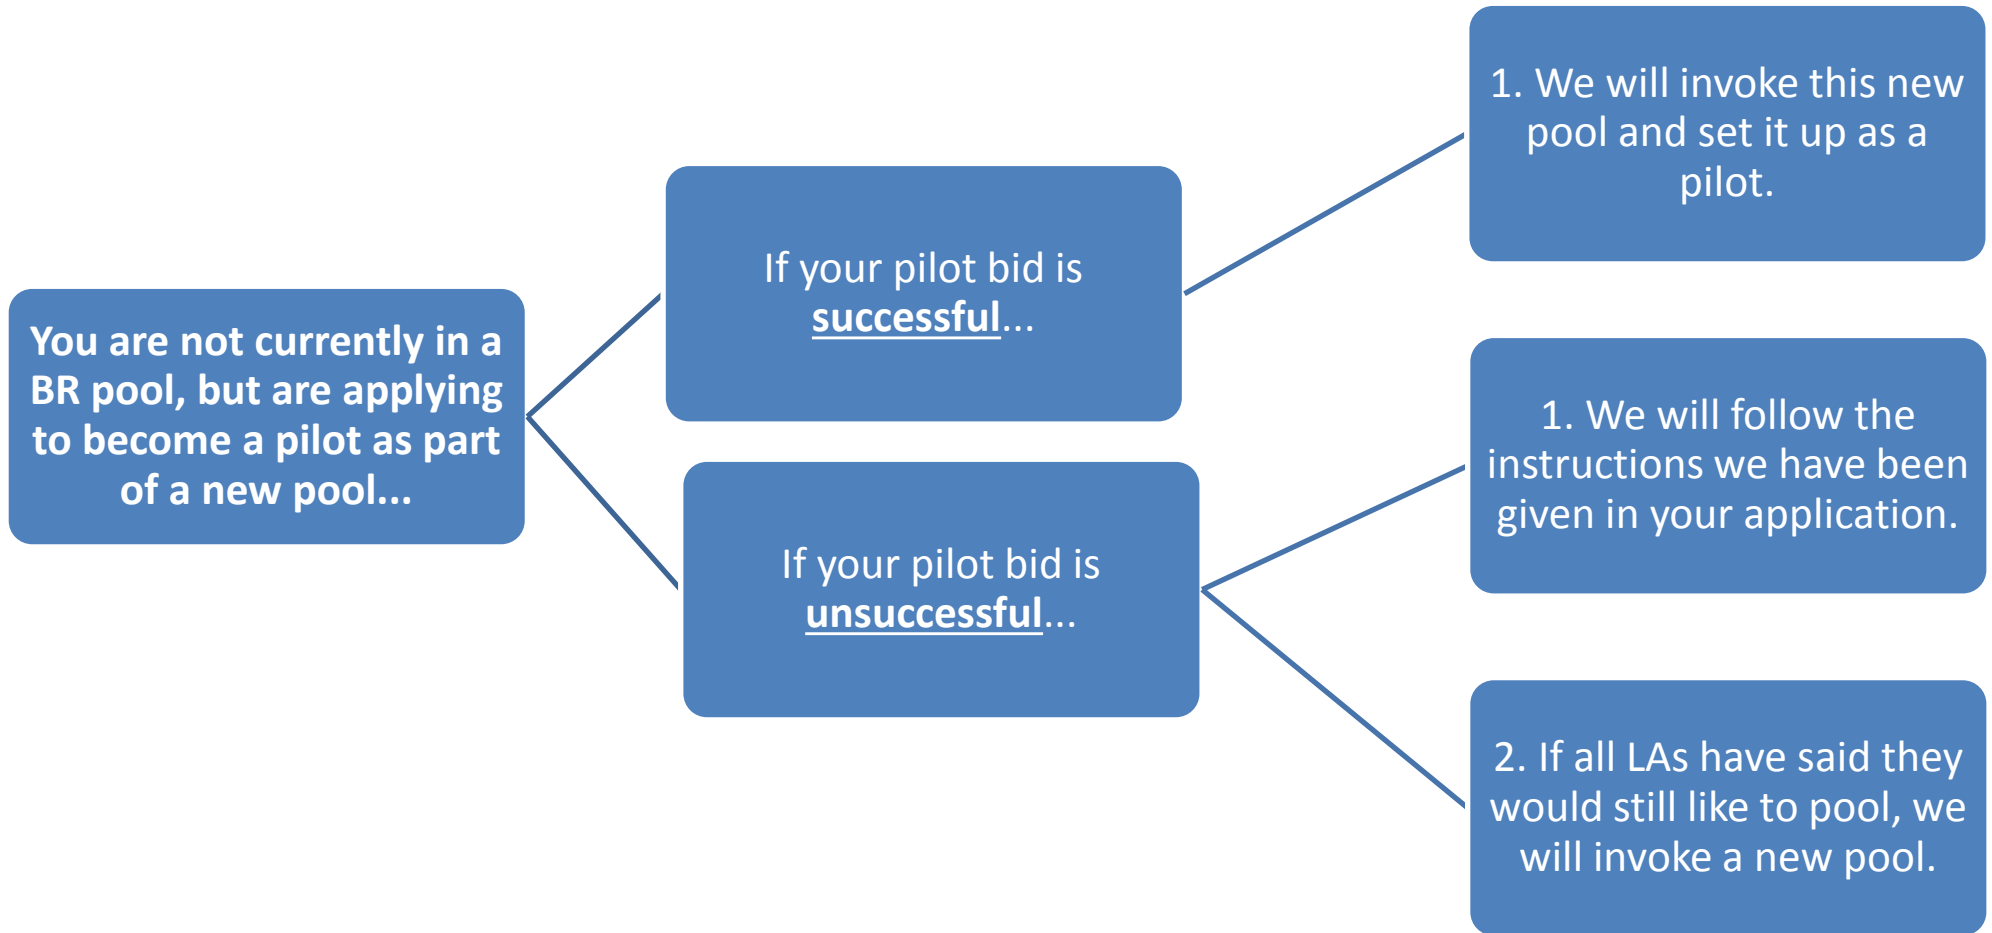 You are not currently in a
BR pool, but are applying
to become a pilot as part
of a new pool...
If your pilot bid is
successful...
1. We will invoke this new
pool and set it up as a
pilot.
If your pilot bid is
unsuccessful...
1. We will follow the
instructions we have been
given in your application.
2. If all LAs have said they
would still like to pool, we
will invoke a new pool.